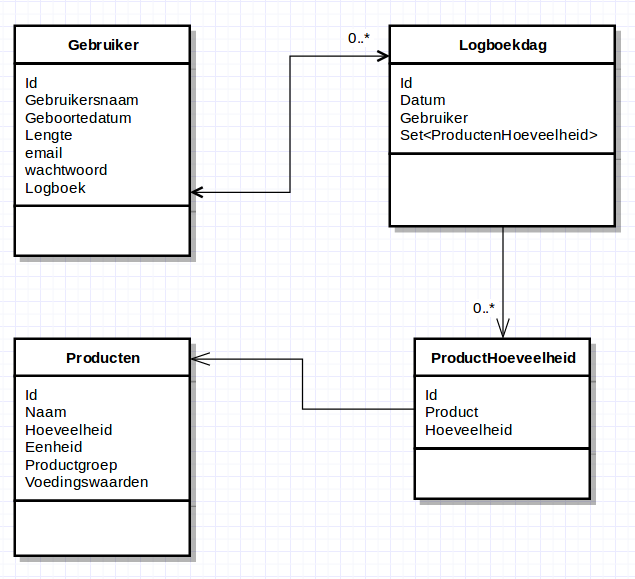 Gebruiker
Id
Gebruikersnaam
Geboortedatum
Lengte
email
wachtwoord
Logboek
0..*
Logboekdag
Id
Datum
Gebruiker
Set<ProductenHoeveelheid>
0..*
Producten
Id
Naam
Hoeveelheid
Eenheid
Productgroep
Voedingswaarden
ProductHoeveelheid
Id
Product
Hoeveelheid